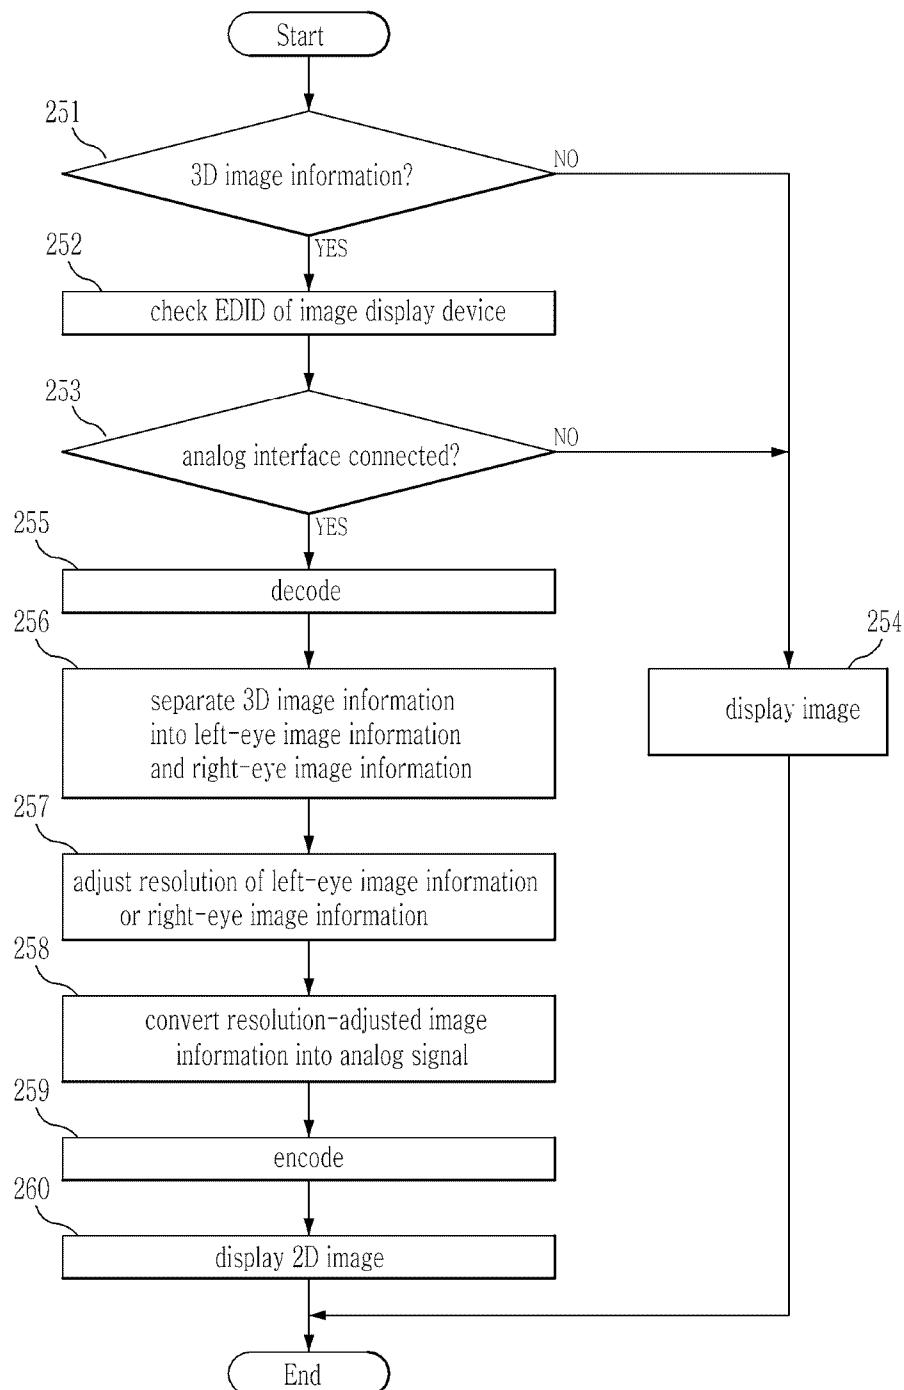 Start
251
3D image information?
NO
YES
252
check EDID of image display device
253
analog interface connected?
NO
YES
255
decode
256
separate 3D image information
into left-eye image information
and right-eye image information
254
display image
257
adjust resolution of left-eye image information
or right-eye image information
258
convert resolution-adjusted image
information into analog signal
259
encode
260
display 2D image
End